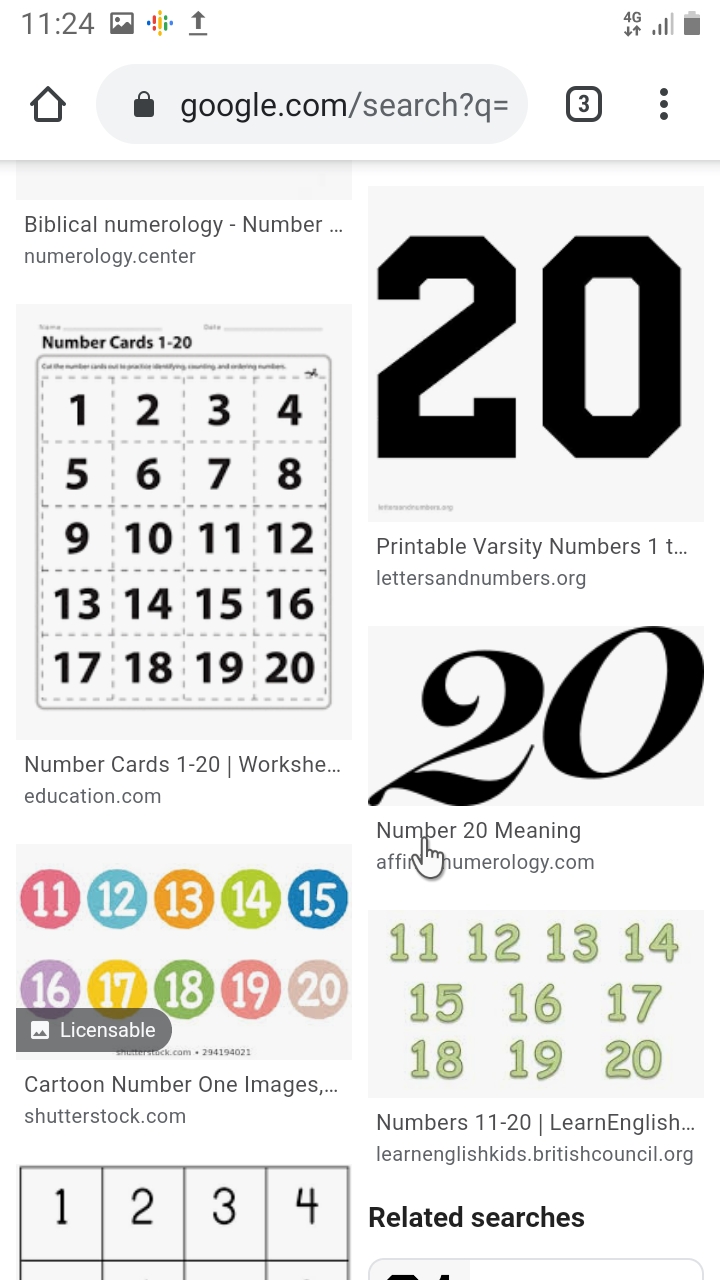 11:24
4G
google.com/search?q=
3
Biblical numerology - Number ...
numerology.center
Name
Date
Number Cards 1-20
Cut the number cards out to practice identifying, counting, and ordering numbers.
1 2 3 4
5 6 7 8
9 10 11 12
13 14 15 16
17 18 19 20
Number Cards 1-20 | Workshe...
education.com
11 12 13 14 15
16 17 18 19 20
Licensable
shutterstock.com • 294194021
Cartoon Number One Images,...
shutterstock.com
1 2 3 4
20
lettersandnumbers.org
Printable Varsity Numbers 1 t...
lettersandnumbers.org
20
Number 20 Meaning
numerology.com
11 12 13 14
15 16 17
18 19 20
Numbers 11-20 | LearnEnglish...
learnenglishkids.britishcouncil.org
Related searches